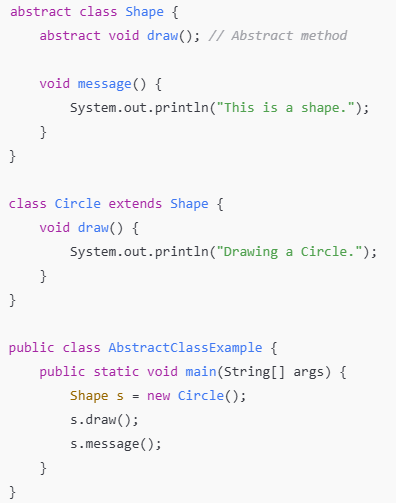 abstract class Shape {
    abstract void draw(); // Abstract method

    void message() {
        System.out.println("This is a shape.");
    }
}

class Circle extends Shape {
    void draw() {
        System.out.println("Drawing a Circle.");
    }
}

public class AbstractClassExample {
    public static void main(String[] args) {
        Shape s = new Circle();
        s.draw();
        s.message();
    }
}